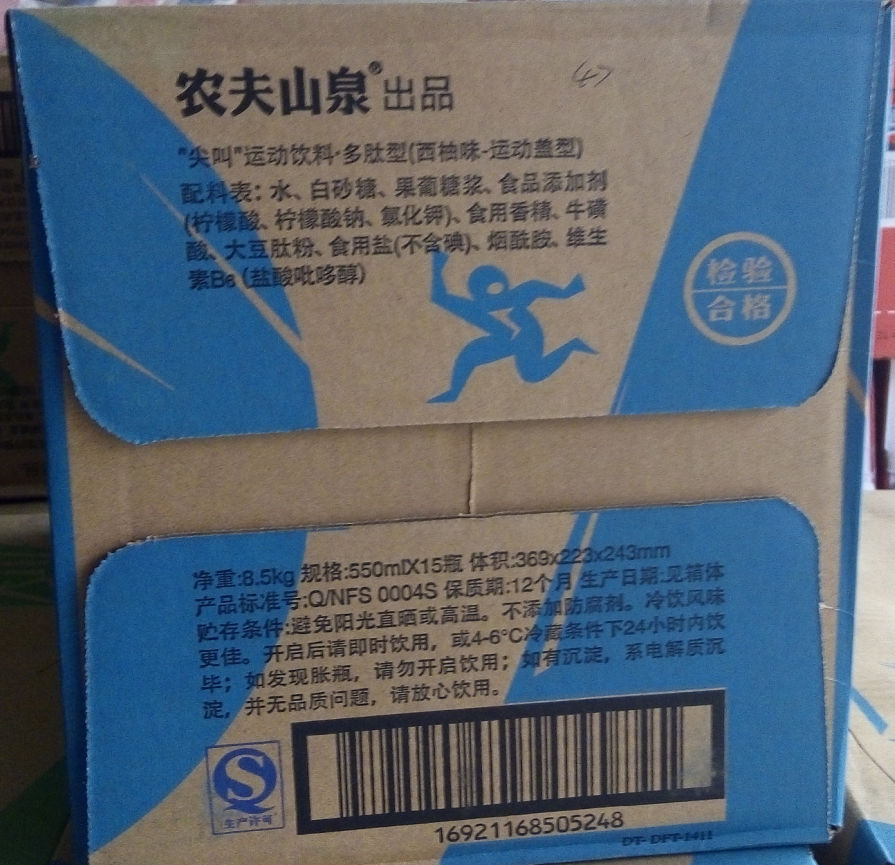 农夫山泉®出品
"尖叫"运动饮料·多肽型(西柚味-运动盖型)
配料表：水、白砂糖、果葡糖浆、食品添加剂
(柠檬酸、柠檬酸钠、氯化钾)、食用香精、牛磺
酸、大豆肽粉、食用盐(不含碘)、烟酰胺、维生
素B₆ (盐酸吡哆醇)
检验
合格
净重:8.5kg 规格:550mlX15瓶 体积:369x223x243mm
产品标准号:Q/NFS 0004S 保质期:12个月 生产日期:见箱体
贮存条件:避免阳光直晒或高温。不添加防腐剂。冷饮风味
更佳。开启后请即时饮用，或4-6°C冷藏条件下24小时内饮
毕；如发现胀瓶，请勿开启饮用；如有沉淀，系电解质沉
淀，并无品质问题，请放心饮用。
生产许可
16921168505248
DT- DFT-1411